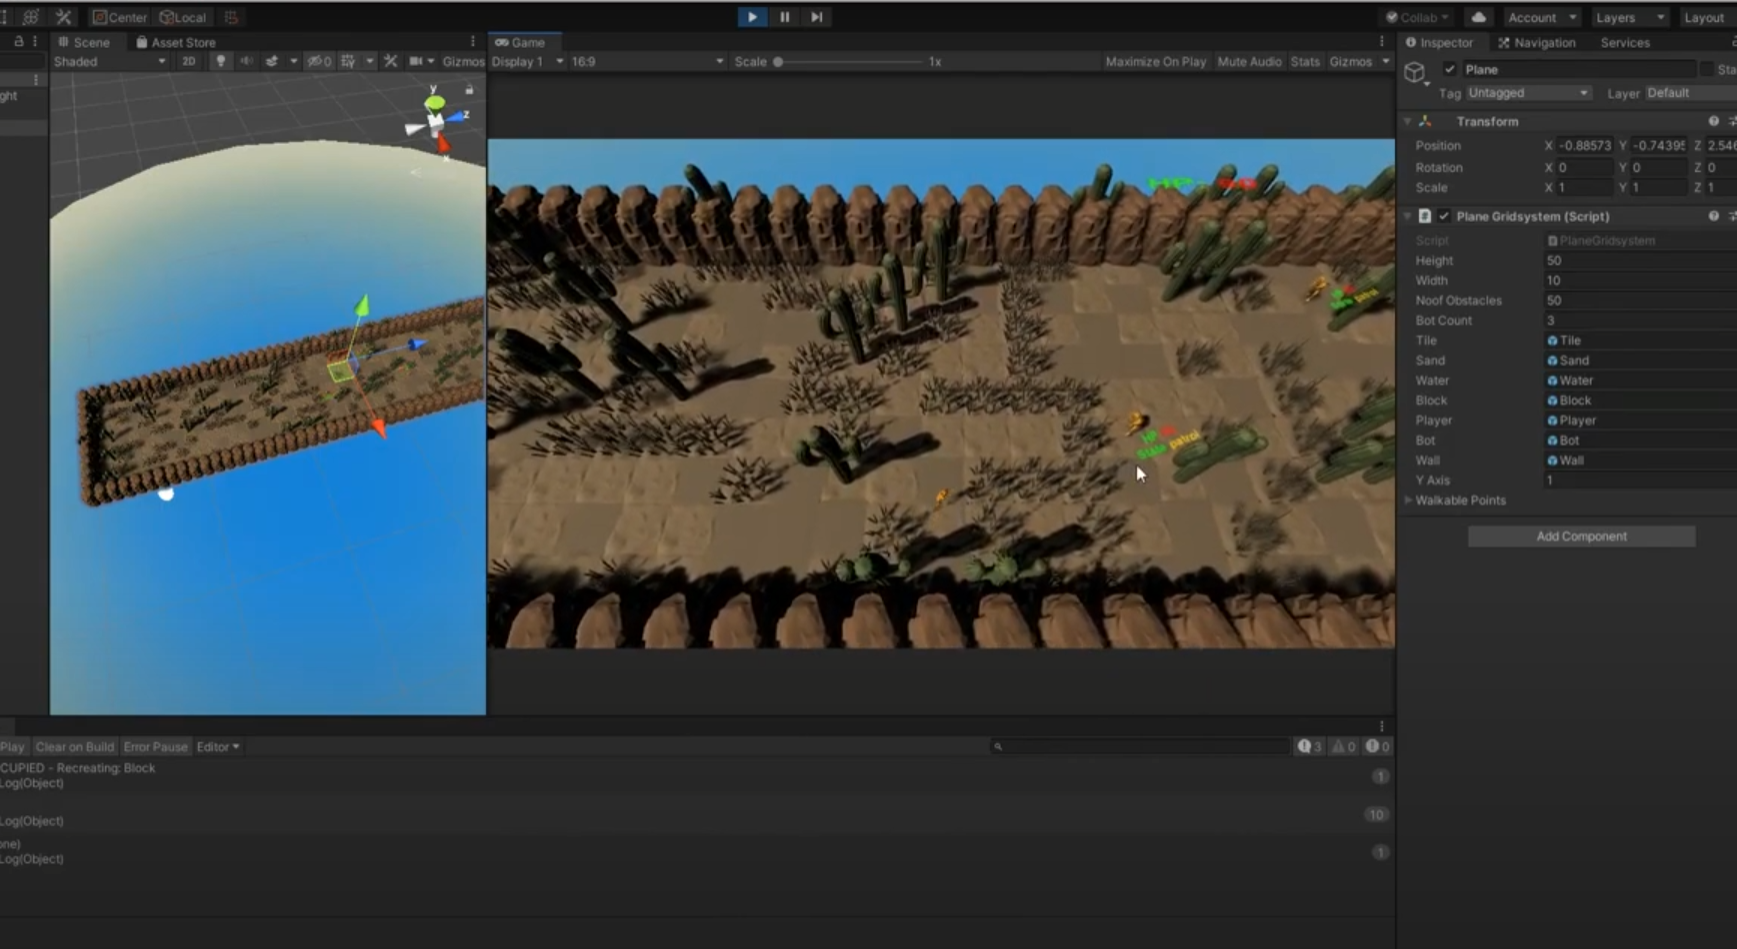 Center Local
Collab Account Layers Layout
Scene Asset Store
Game
Inspector Navigation Services
Shaded 2D 0 Gizmos
Display 1 16:9 Scale 1x Maximize On Play Mute Audio Stats Gizmos
ght
y
z
x
Plane Sta
Tag Untagged Layer Default
Transform
Position X -0.88573 Y -0.74395 Z 2.546
Rotation X 0 Y 0 Z 0
Scale X 1 Y 1 Z 1
Plane Gridsystem (Script)
Script PlaneGridsystem
Height 50
Width 10
Noof Obstacles 50
Bot Count 3
Tile Tile
Sand Sand
Water Water
Block Block
Player Player
Bot Bot
Wall Wall
Y Axis 1
Walkable Points
Add Component
HP
State patrol
Play Clear on Build Error Pause Editor 3 0 0
CUPIED - Recreating: Block
Log(Object) 1
Log(Object) 10
one)
Log(Object) 1